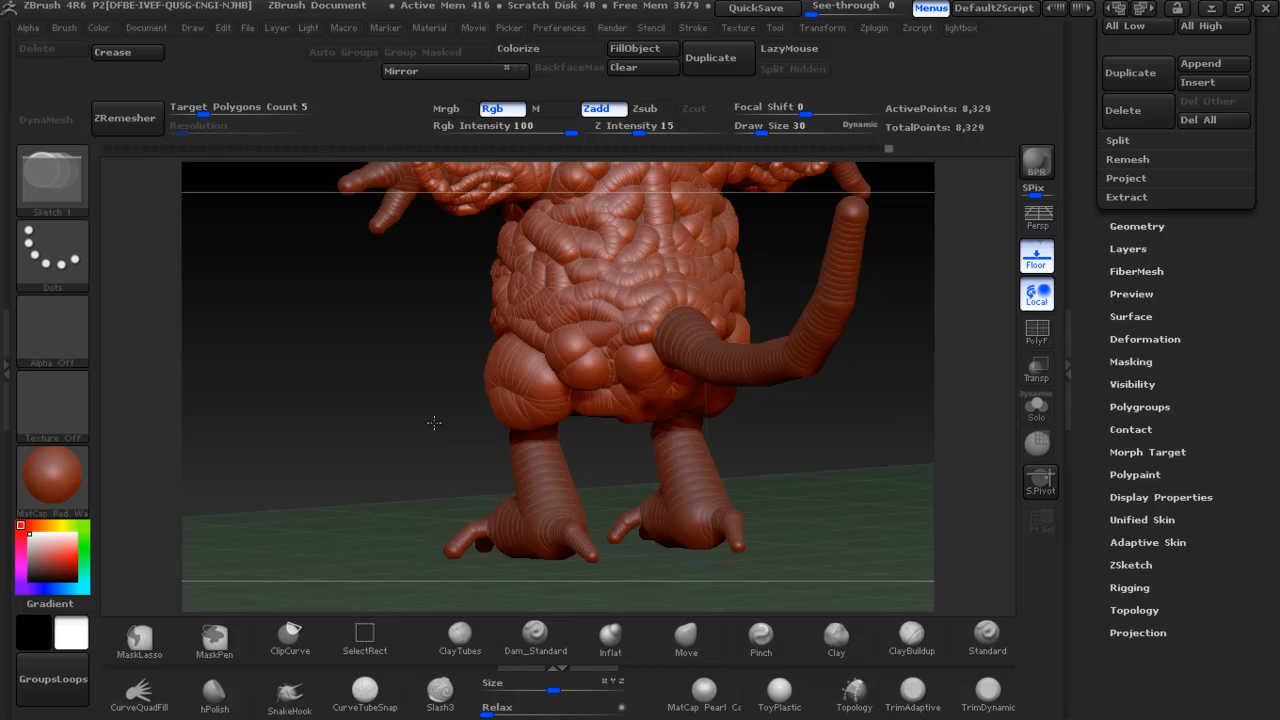 ZBrush 4R6 P2[DFBE-IVEF-QUSG-CNGI-NJHB] ZBrush Document • Active Mem 416 • Scratch Disk 48 • Free Mem 3679 • QuickSave See-through 0 Menus DefaultZScript
Alpha Brush Color Document Draw Edit File Layer Light Macro Marker Material Movie Picker Preferences Render Stencil Stroke Texture Tool Transform Zplugin Zscript lightbox
Delete Crease Auto Groups Group Masked Colorize FillObject LazyMouse
Mirror BackfaceMas Clear Duplicate Split Hidden
DynaMesh ZRemesher Target Polygons Count 5 Mrgb Rgb M Zadd Zsub Zcut Focal Shift 0 ActivePoints: 8,329
Resolution Rgb Intensity 100 Z Intensity 15 Draw Size 30 Dynamic TotalPoints: 8,329
Sketch 1
Dots
Alpha Off
Texture Off
MatCap Red Wa
Gradient
GroupsLoops
BPR
SPix
Persp
Floor
Local
PolyF
Transp
Dynamic
Solo
S.Pivot
All Low All High
Duplicate Append
Insert
Delete Del Other
Del All
Split
Remesh
Project
Extract
Geometry
Layers
FiberMesh
Preview
Surface
Deformation
Masking
Visibility
Polygroups
Contact
Morph Target
Polypaint
Display Properties
Unified Skin
Adaptive Skin
ZSketch
Rigging
Topology
Projection
MaskLasso MaskPen ClipCurve SelectRect ClayTubes Dam_Standard Inflat Move Pinch Clay ClayBuildup Standard
CurveQuadFill hPolish SnakeHook CurveTubeSnap Slash3 Size X Y Z Relax MatCap Pearl Ca ToyPlastic Topology TrimAdaptive TrimDynamic